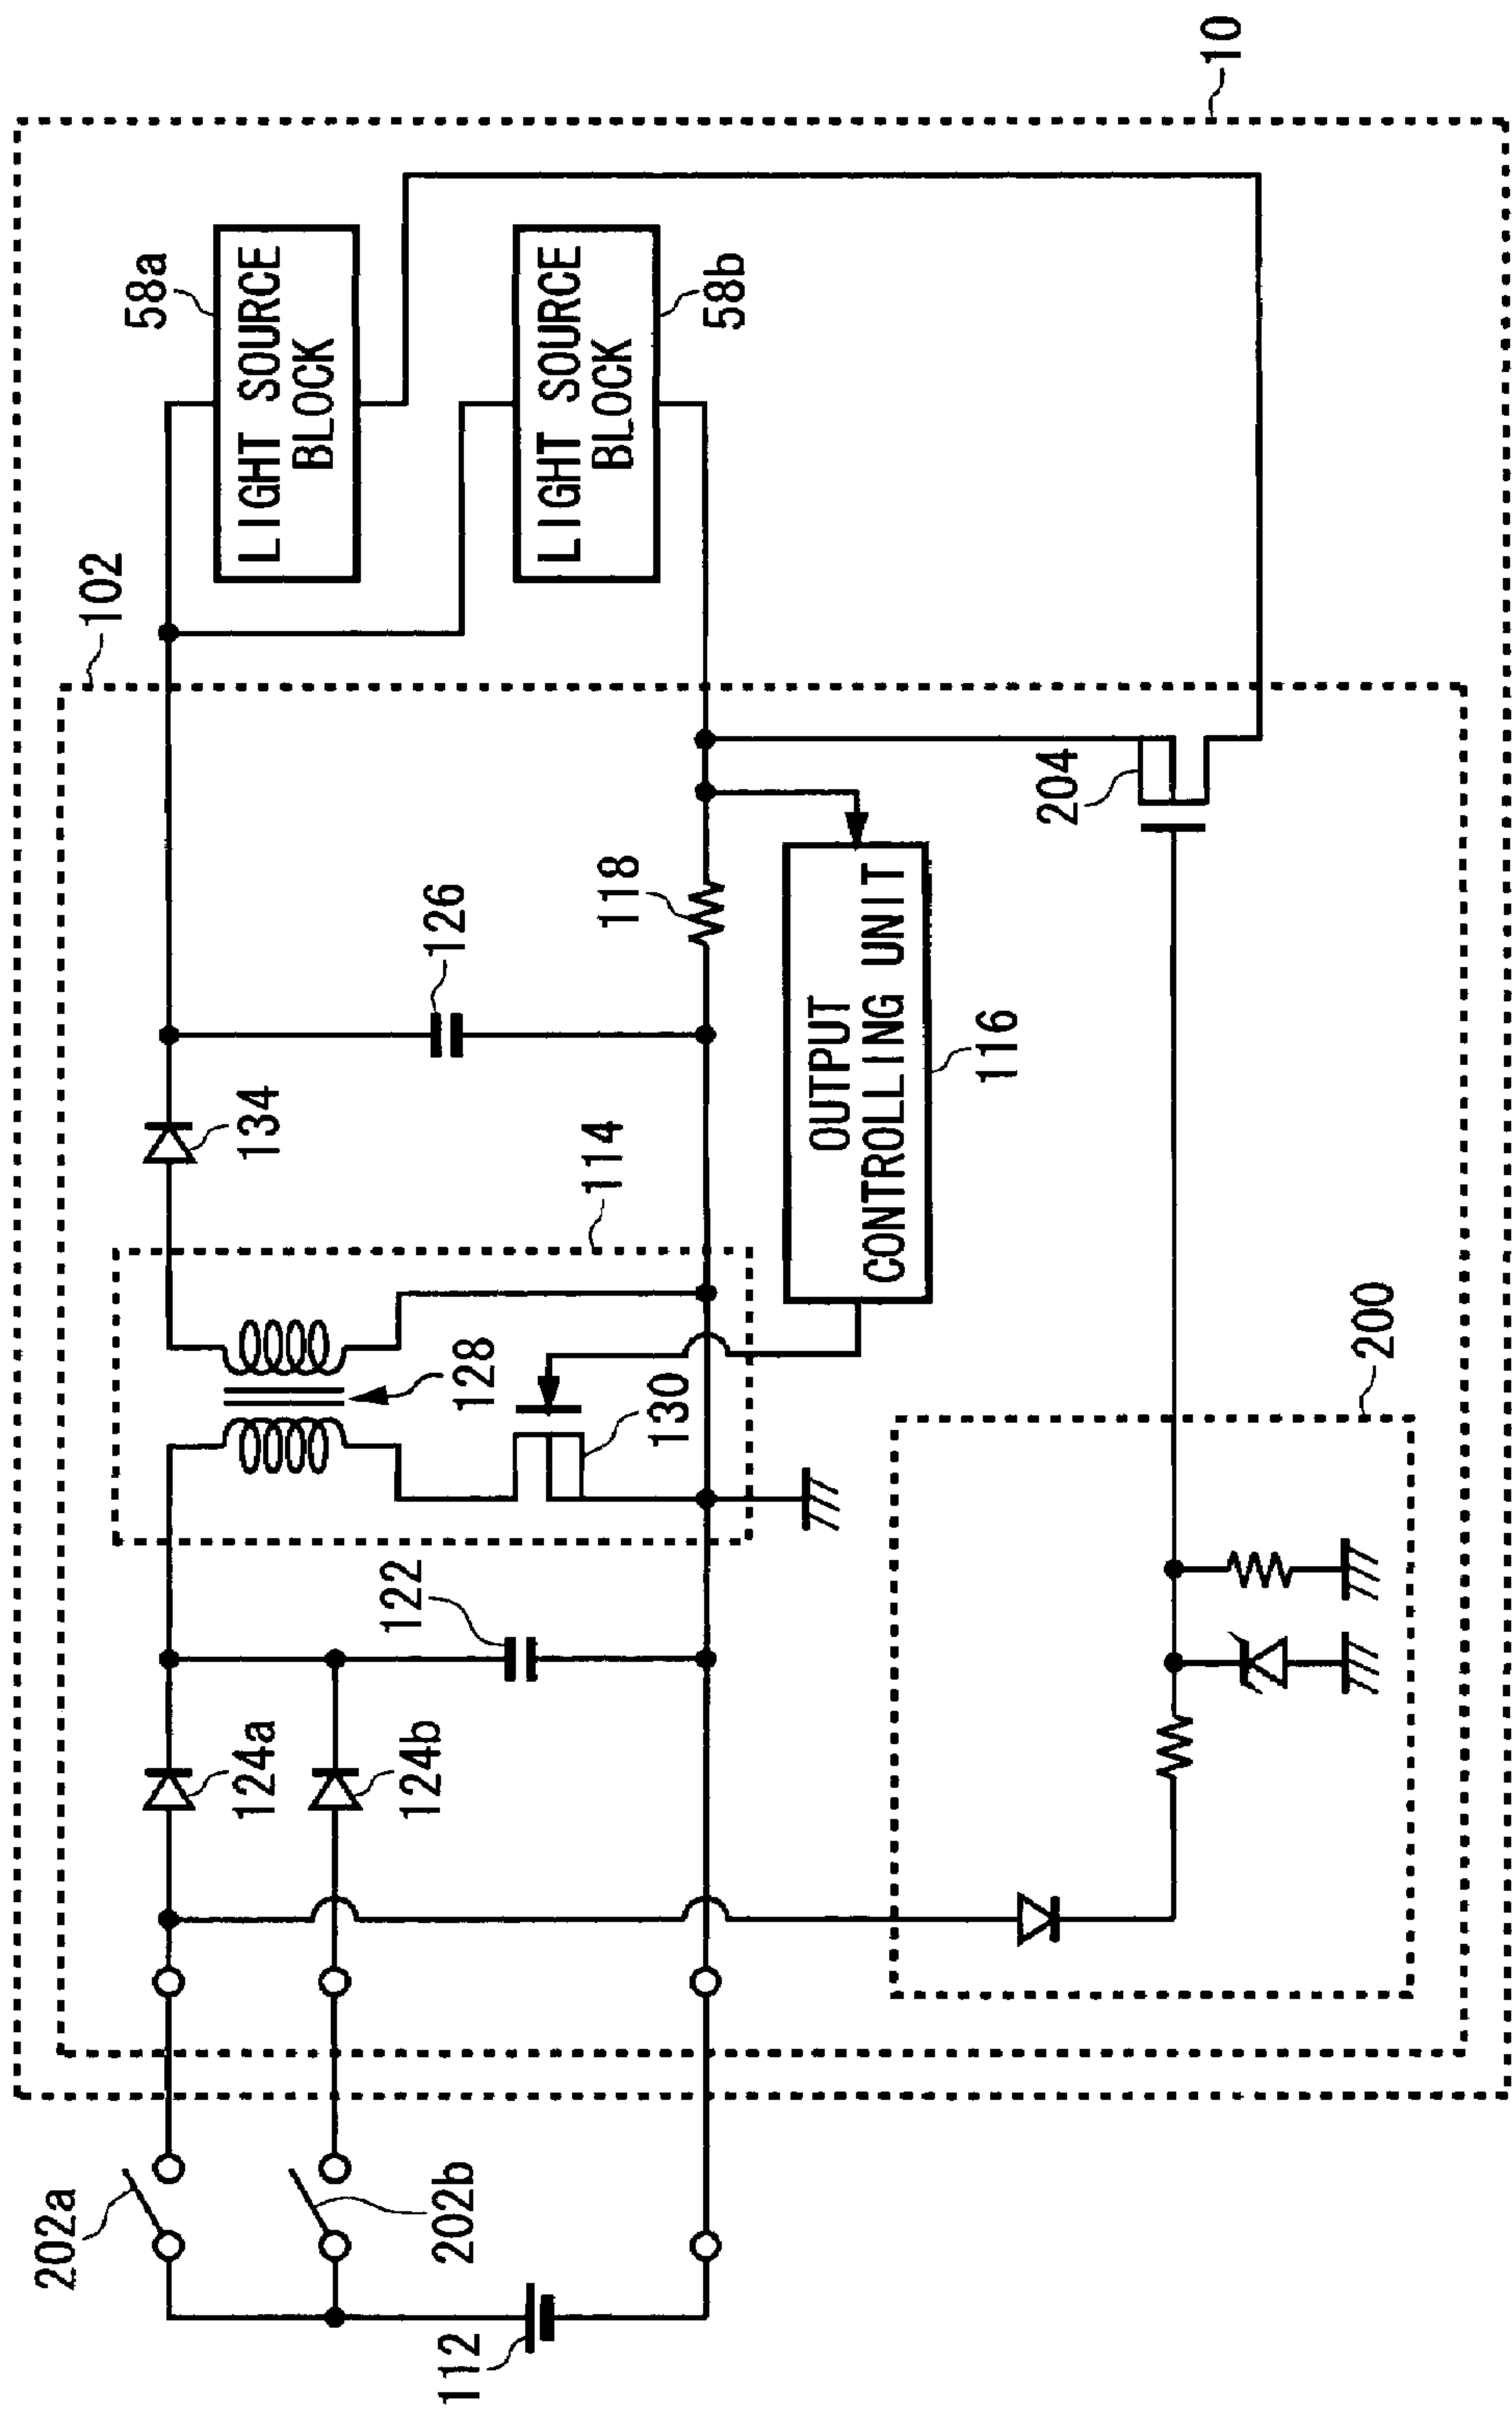 10
102
58a
LIGHT SOURCE
BLOCK
58b
LIGHT SOURCE
BLOCK
202a
202b
112
124a
124b
122
114
128
130
134
126
118
OUTPUT
CONTROLLING UNIT
116
204
200